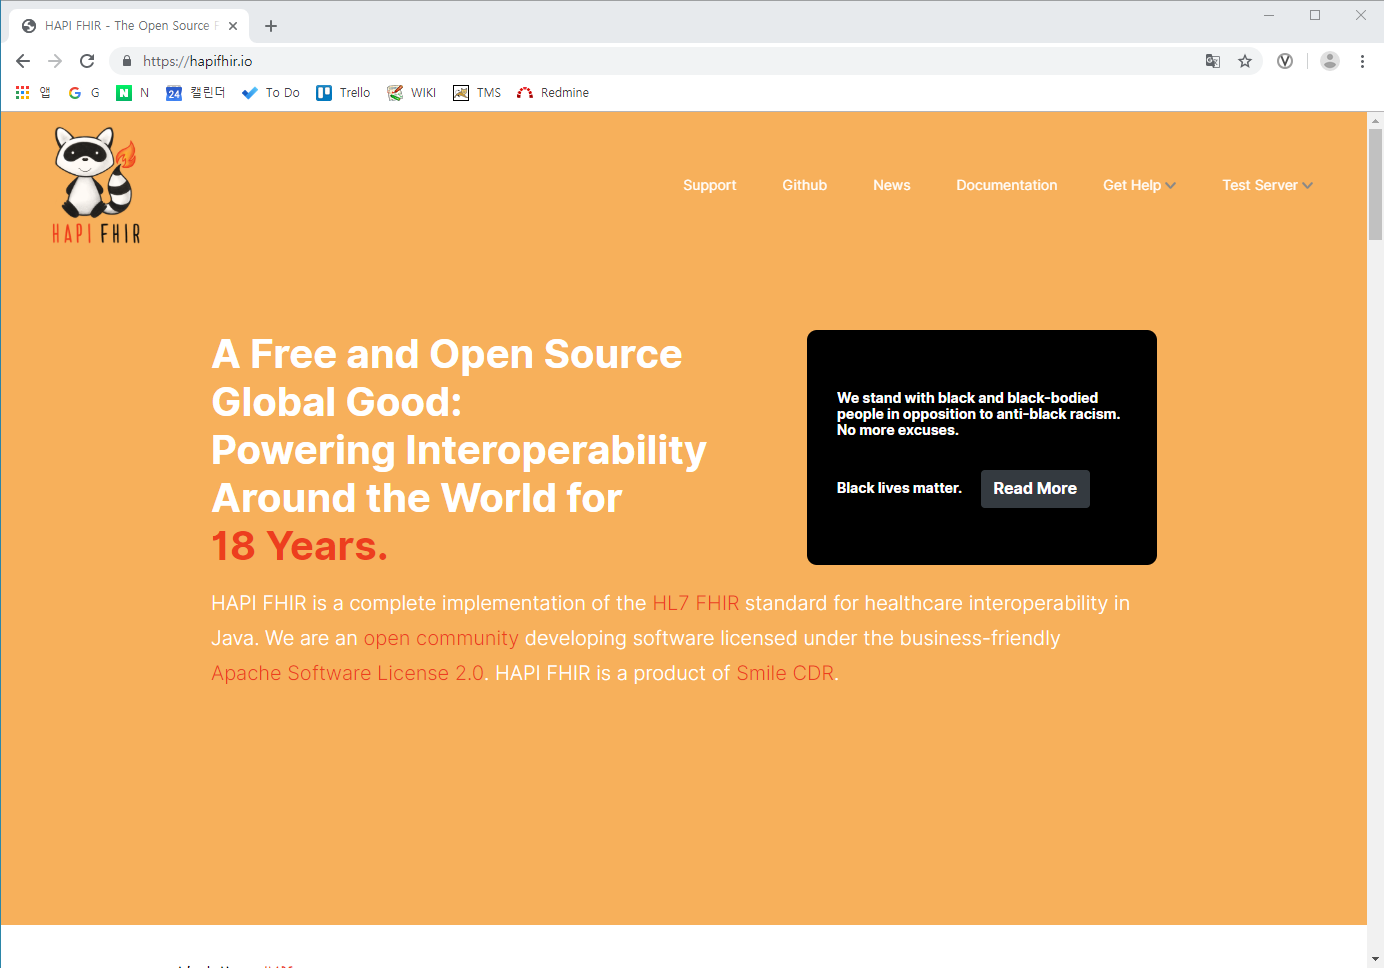 HAPI FHIR - The Open Source F
https://hapifhir.io
앱 G G N N 24 캘린더 To Do Trello WIKI TMS Redmine
HAPI FHIR
Support Github News Documentation Get Help Test Server
A Free and Open Source
Global Good:
Powering Interoperability
Around the World for
18 Years.
We stand with black and black-bodied
people in opposition to anti-black racism.
No more excuses.
Black lives matter. Read More
HAPI FHIR is a complete implementation of the HL7 FHIR standard for healthcare interoperability in
Java. We are an open community developing software licensed under the business-friendly
Apache Software License 2.0. HAPI FHIR is a product of Smile CDR.